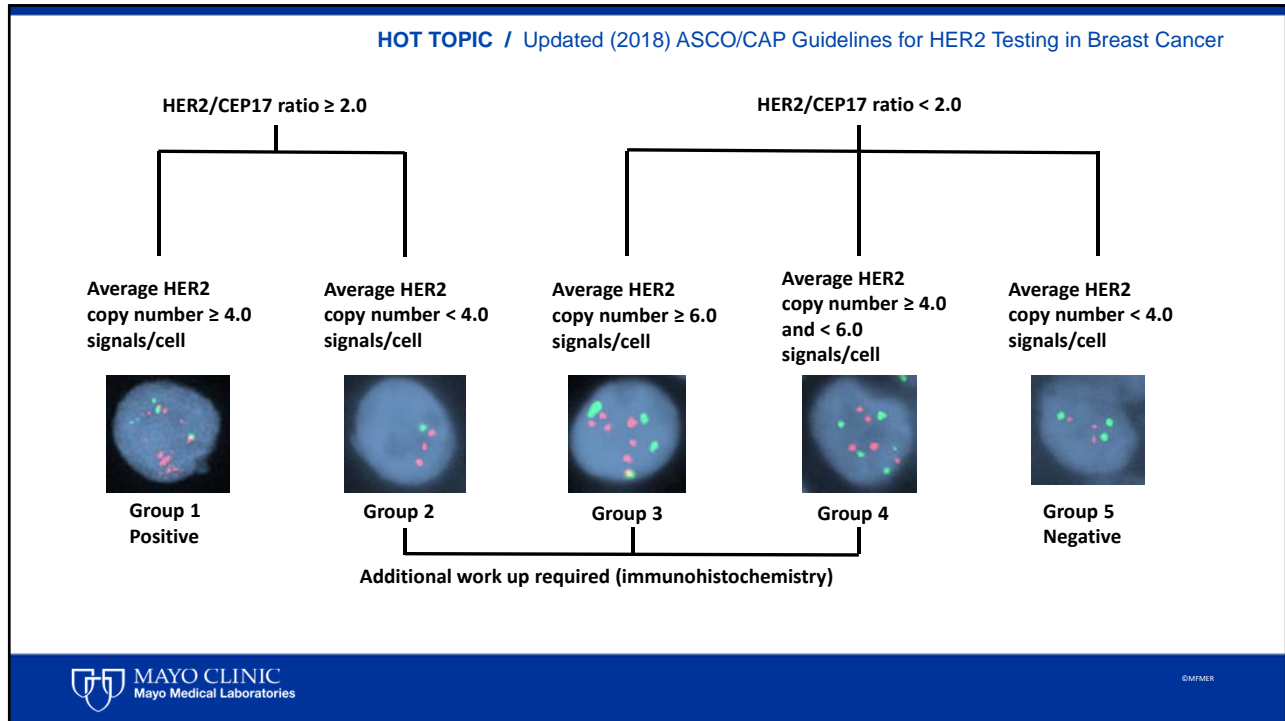 HOT TOPIC / Updated (2018) ASCO/CAP Guidelines for HER2 Testing in Breast Cancer
HER2/CEP17 ratio ≥ 2.0
HER2/CEP17 ratio < 2.0
Average HER2
copy number ≥ 4.0
signals/cell
Average HER2
copy number < 4.0
signals/cell
Average HER2
copy number ≥ 6.0
signals/cell
Average HER2
copy number ≥ 4.0
and < 6.0
signals/cell
Average HER2
copy number < 4.0
signals/cell
Group 1
Positive
Group 2
Group 3
Group 4
Group 5
Negative
Additional work up required (immunohistochemistry)
MAYO CLINIC
Mayo Medical Laboratories
©MFMER